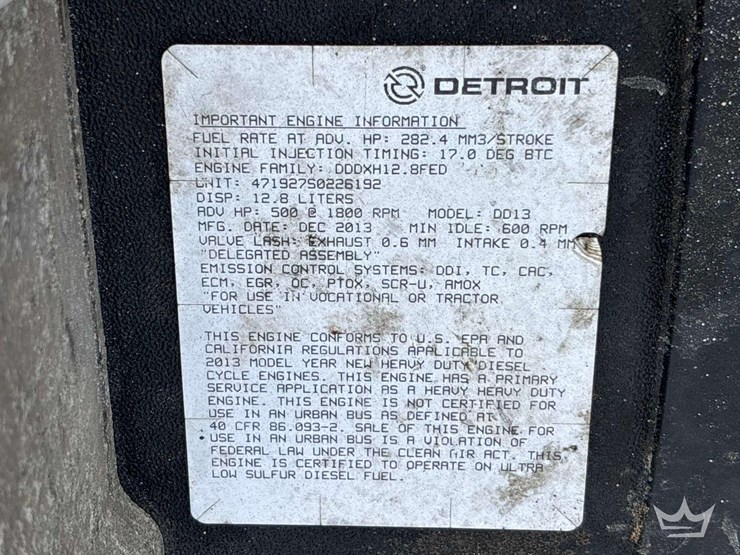 DETROIT
IMPORTANT ENGINE INFORMATION
FUEL RATE AT ADV. HP: 282.4 MM3/STROKE
INITIAL INJECTION TIMING: 17.0 DEG BTC
ENGINE FAMILY: DDDXH12.8FED
UNIT: 471927S0226192
DISP: 12.8 LITERS
ADV HP: 500 @ 1800 RPM MODEL: DD13
MFG. DATE: DEC 2013 MIN IDLE: 600 RPM
VALVE LASH: EXHAUST 0.6 MM INTAKE 0.4 MM
"DELEGATED ASSEMBLY"
EMISSION CONTROL SYSTEMS: DDI, TC, CAC,
ECM, EGR, OC, PTOX, SCR-U, AMOX
"FOR USE IN VOCATIONAL OR TRACTOR
VEHICLES"
THIS ENGINE CONFORMS TO U.S. EPA AND
CALIFORNIA REGULATIONS APPLICABLE TO
2013 MODEL YEAR NEW HEAVY DUTY DIESEL
CYCLE ENGINES. THIS ENGINE HAS A PRIMARY
SERVICE APPLICATION AS A HEAVY HEAVY DUTY
ENGINE. THIS ENGINE IS NOT CERTIFIED FOR
USE IN AN URBAN BUS AS DEFINED AT
40 CFR 86.093-2. SALE OF THIS ENGINE FOR
USE IN AN URBAN BUS IS A VIOLATION OF
FEDERAL LAW UNDER THE CLEAN AIR ACT. THIS
ENGINE IS CERTIFIED TO OPERATE ON ULTRA
LOW SULFUR DIESEL FUEL.